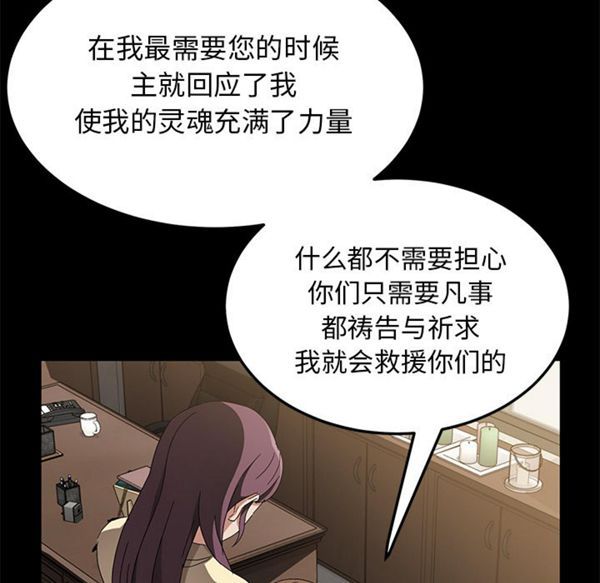 在我最需要您的时候
主就回应了我
使我的灵魂充满了力量
什么都不需要担心
你们只需要凡事
都祷告与祈求
我就会救援你们的